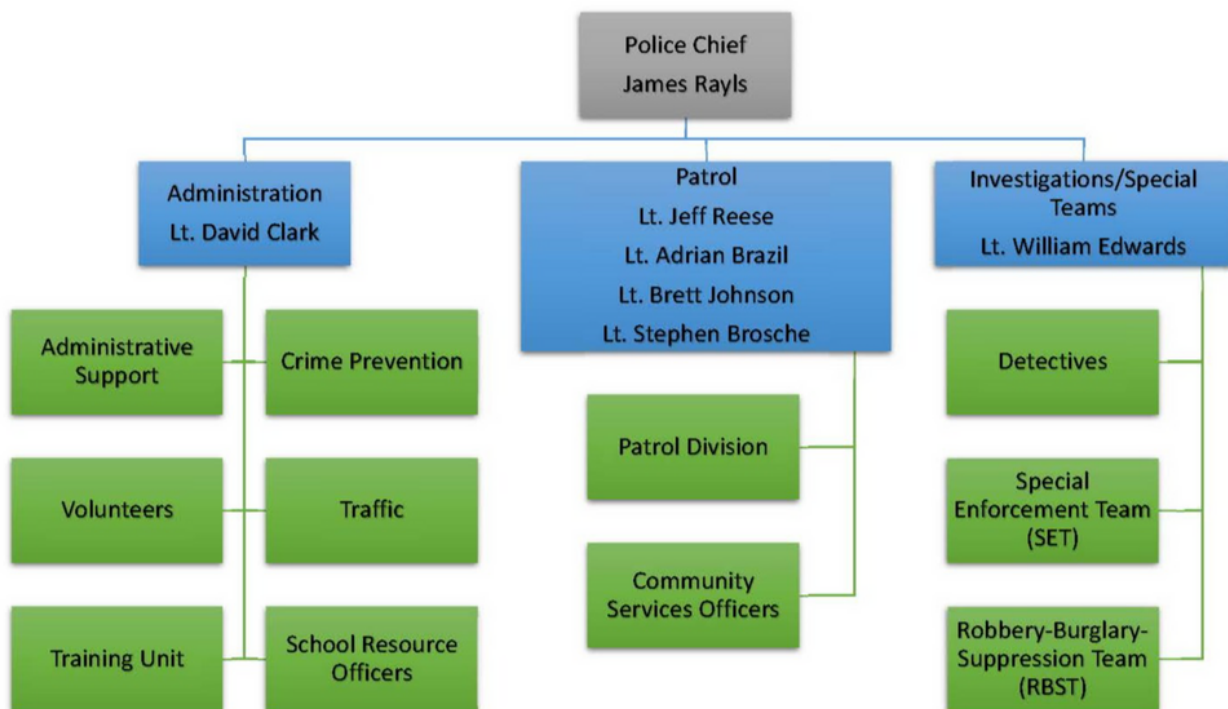 Police Chief
James Rayls
Administration
Lt. David Clark
Patrol
Lt. Jeff Reese
Lt. Adrian Brazil
Lt. Brett Johnson
Lt. Stephen Brosche
Investigations/Special
Teams
Lt. William Edwards
Administrative
Support
Crime Prevention
Volunteers
Traffic
Training Unit
School Resource
Officers
Patrol Division
Community
Services Officers
Detectives
Special
Enforcement Team
(SET)
Robbery-Burglary-
Suppression Team
(RBST)